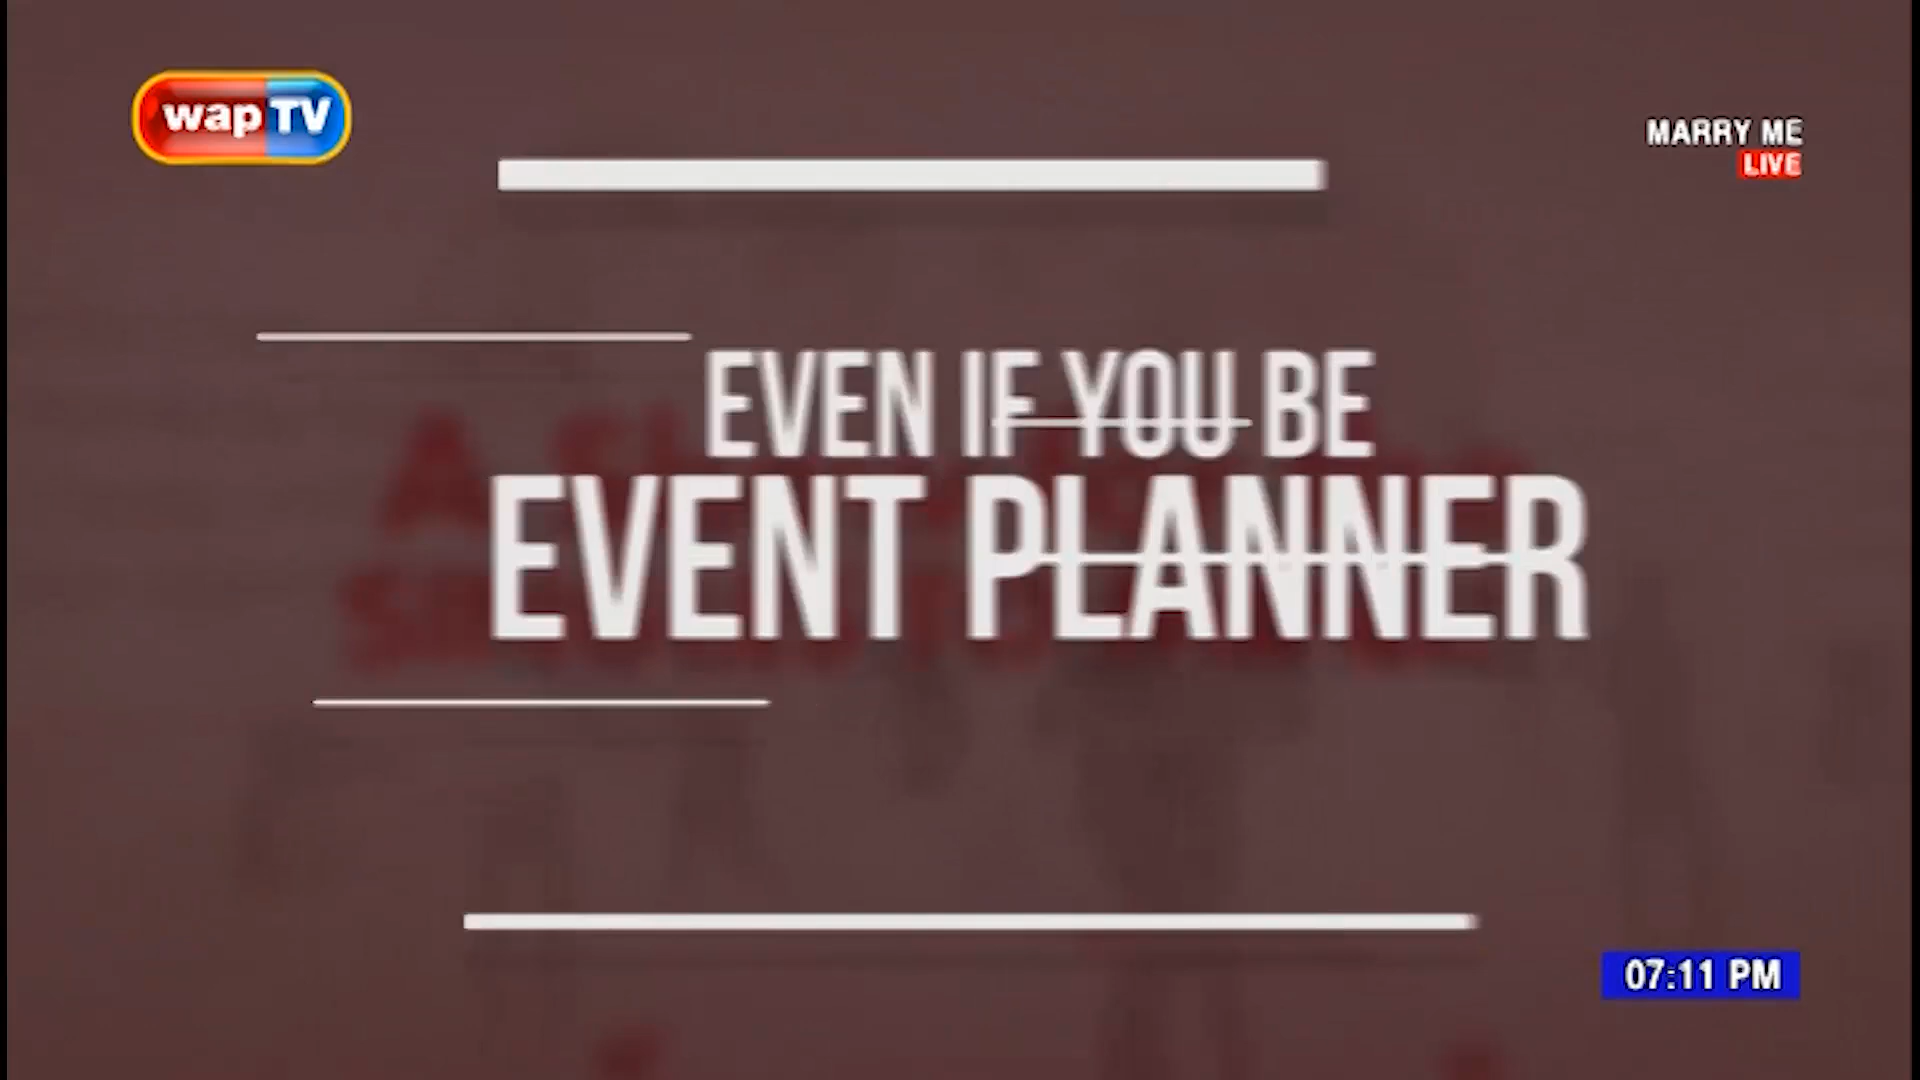 wapTV
MARRY ME
LIVE
EVEN IF YOU BE
EVENT PLANNER
07:11 PM